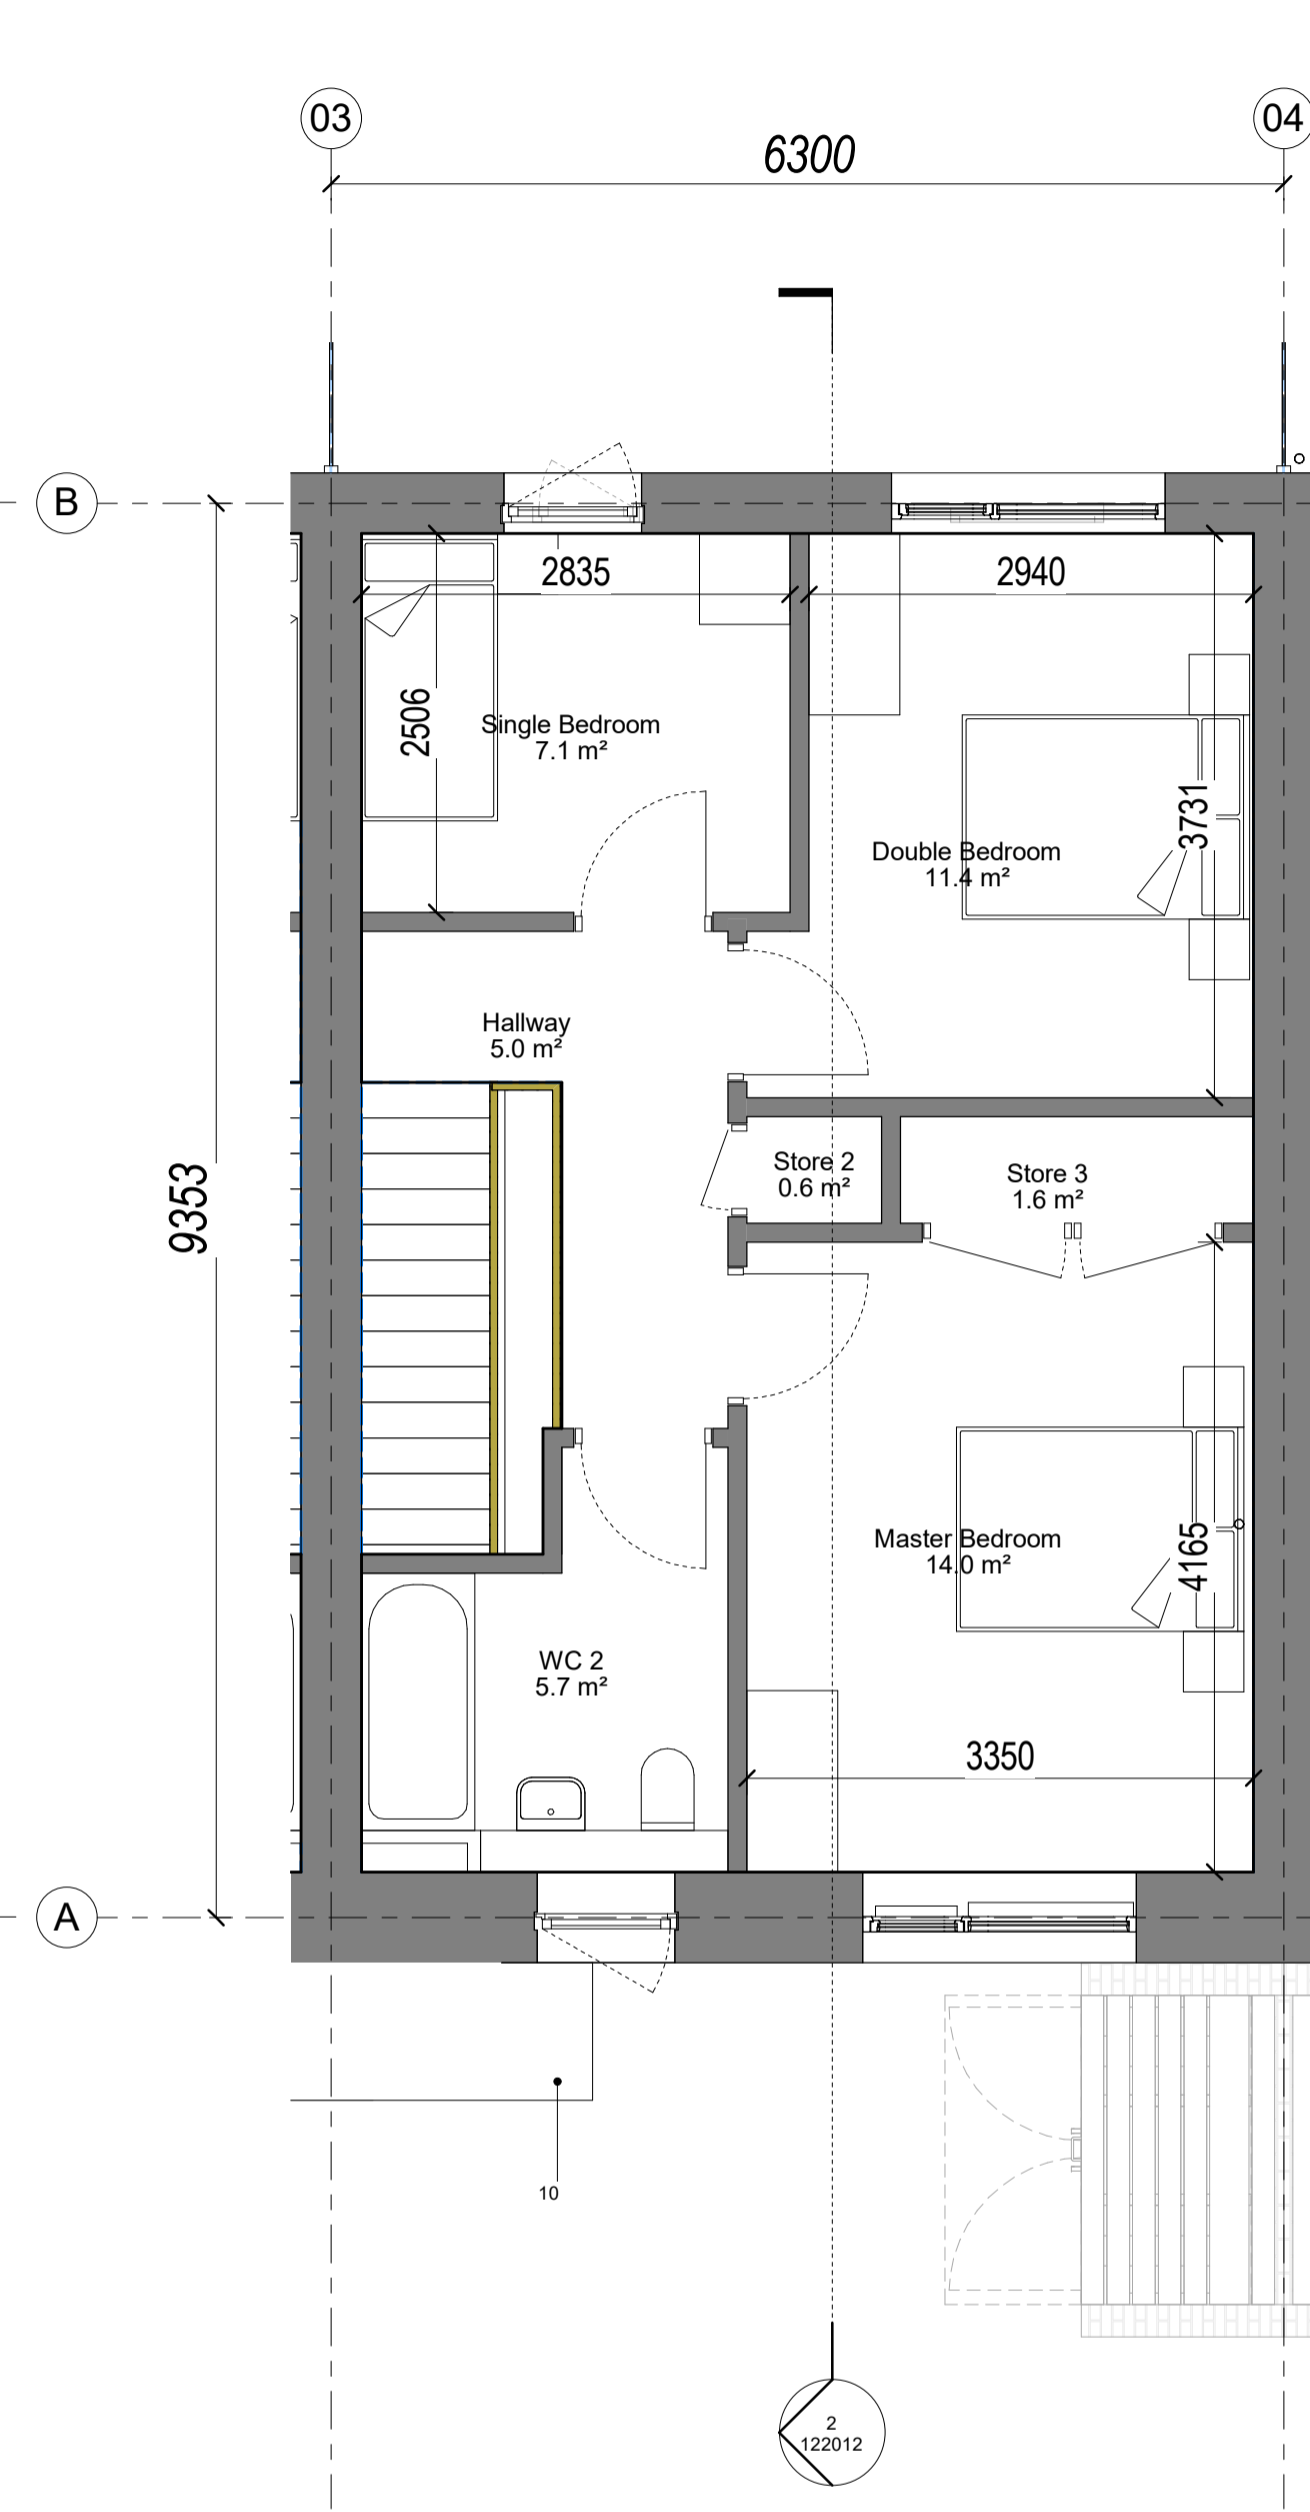 03
04
6300
B
2835
2940
2506
Single Bedroom
7.1 m²
3731
Double Bedroom
11.4 m²
Hallway
5.0 m²
9353
Store 2
0.6 m²
Store 3
1.6 m²
Master Bedroom
14.0 m²
4165
WC 2
5.7 m²
3350
A
10
2
122012